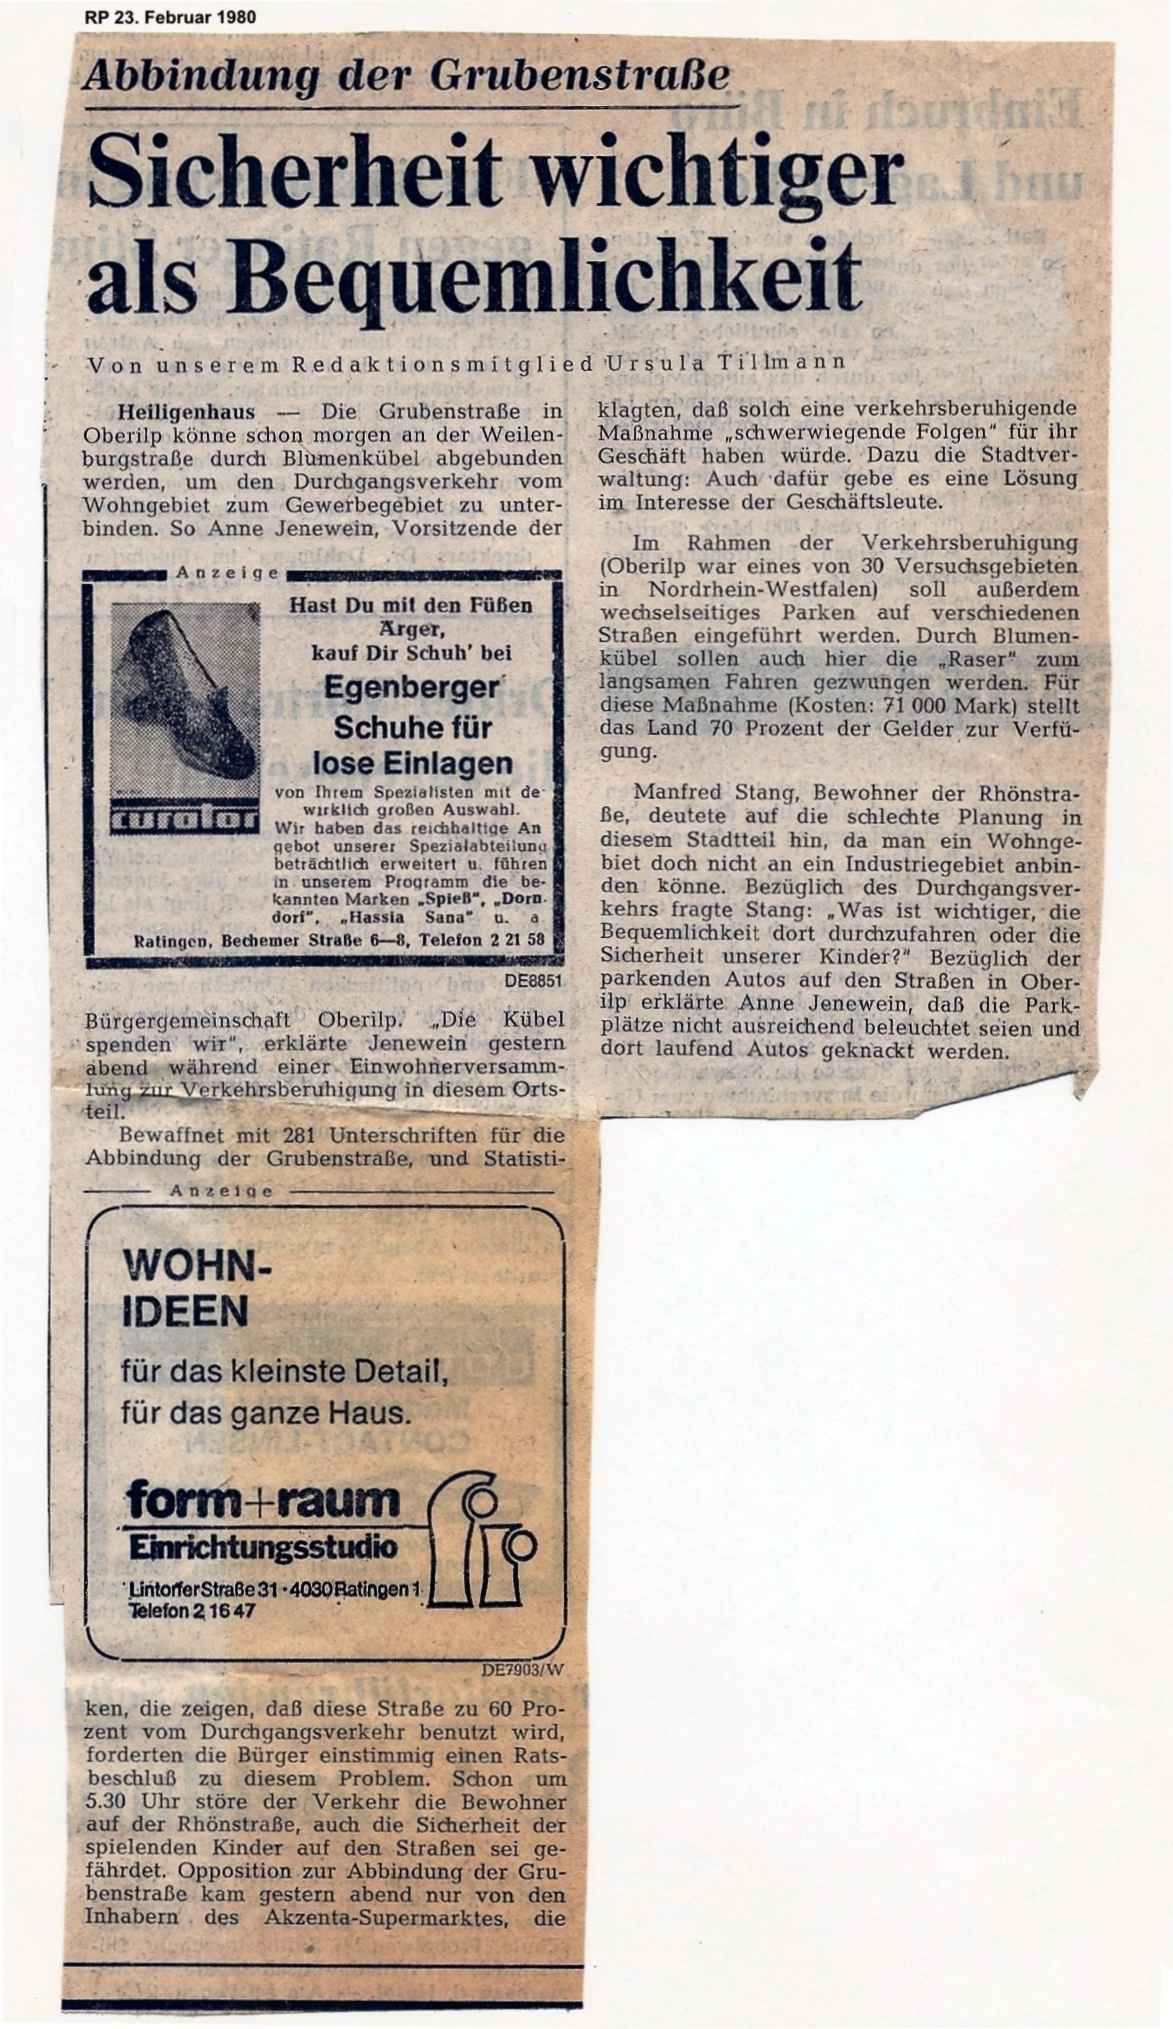 RP 23. Februar 1980
Abbindung der Grubenstraße
Sicherheit wichtiger
als Bequemlichkeit
Von unserem Redaktionsmitglied Ursula Tillmann
Heiligenhaus — Die Grubenstraße in
Oberilp könne schon morgen an der Weilen-
burgstraße durch Blumenkübel abgebunden
werden, um den Durchgangsverkehr vom
Wohngebiet zum Gewerbegebiet zu unter-
binden. So Anne Jenewein, Vorsitzende der
Anzeige
Hast Du mit den Füßen
Ärger,
kauf Dir Schuh' bei
Egenberger
Schuhe für
lose Einlagen
curator
von Ihrem Spezialisten mit de-
wirklich großen Auswahl.
Wir haben das reichhaltige An
gebot unserer Spezialabteilung
beträchtlich erweitert u. führen
in unserem Programm die be-
kannten Marken „Spieß", „Dorn-
dorf", „Hassia Sana" u. a
Ratingen, Bechemer Straße 6—8, Telefon 2 21 58
DE8851
Bürgergemeinschaft Oberilp. „Die Kübel
spenden wir", erklärte Jenewein gestern
abend während einer Einwohnerversamm-
lung zur Verkehrsberuhigung in diesem Orts-
teil.
Bewaffnet mit 281 Unterschriften für die
Abbindung der Grubenstraße, und Statisti-
Anzeige
WOHN-
IDEEN
für das kleinste Detail,
für das ganze Haus.
form+raum
Einrichtungsstudio
Lintorfer Straße 31 · 4030 Ratingen 1
Telefon 2 16 47
DE7903/W
ken, die zeigen, daß diese Straße zu 60 Pro-
zent vom Durchgangsverkehr benutzt wird,
forderten die Bürger einstimmig einen Rats-
beschluß zu diesem Problem. Schon um
5.30 Uhr störe der Verkehr die Bewohner
auf der Rhönstraße, auch die Sicherheit der
spielenden Kinder auf den Straßen sei ge-
fährdet. Opposition zur Abbindung der Gru-
benstraße kam gestern abend nur von den
Inhabern des Akzenta-Supermarktes, die
klagten, daß solch eine verkehrsberuhigende
Maßnahme „schwerwiegende Folgen" für ihr
Geschäft haben würde. Dazu die Stadtver-
waltung: Auch dafür gebe es eine Lösung
im Interesse der Geschäftsleute.
Im Rahmen der Verkehrsberuhigung
(Oberilp war eines von 30 Versuchsgebieten
in Nordrhein-Westfalen) soll außerdem
wechselseitiges Parken auf verschiedenen
Straßen eingeführt werden. Durch Blumen-
kübel sollen auch hier die „Raser" zum
langsamen Fahren gezwungen werden. Für
diese Maßnahme (Kosten: 71 000 Mark) stellt
das Land 70 Prozent der Gelder zur Verfü-
gung.
Manfred Stang, Bewohner der Rhönstra-
ße, deutete auf die schlechte Planung in
diesem Stadtteil hin, da man ein Wohnge-
biet doch nicht an ein Industriegebiet anbin-
den könne. Bezüglich des Durchgangsver-
kehrs fragte Stang: „Was ist wichtiger, die
Bequemlichkeit dort durchzufahren oder die
Sicherheit unserer Kinder?" Bezüglich der
parkenden Autos auf den Straßen in Ober-
ilp erklärte Anne Jenewein, daß die Park-
plätze nicht ausreichend beleuchtet seien und
dort laufend Autos geknackt werden.